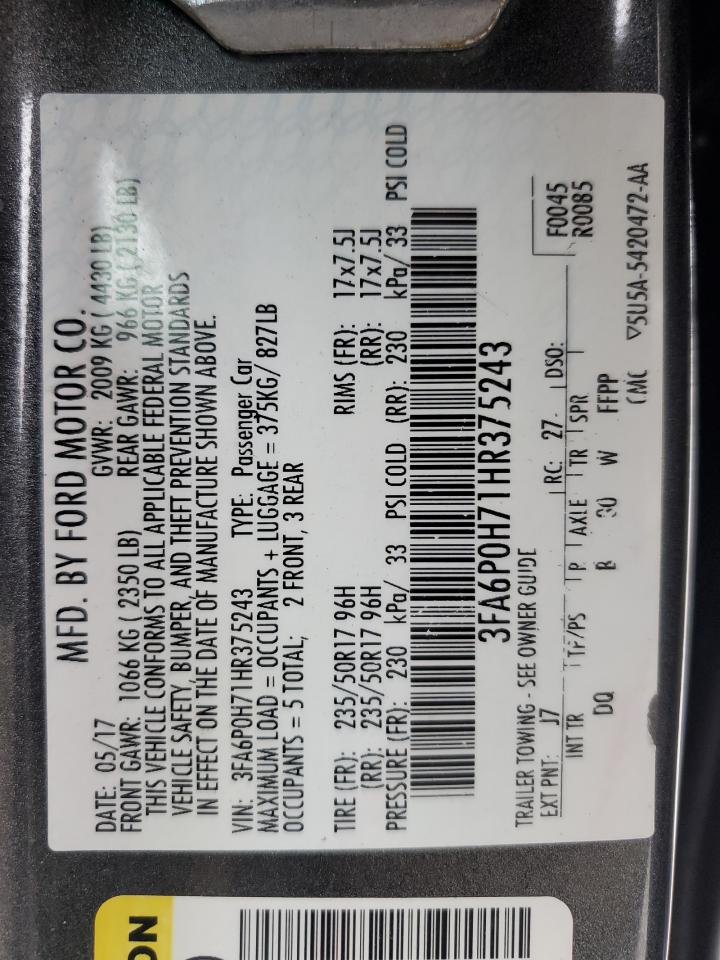 MFD. BY FORD MOTOR CO.
DATE: 05/17 GVWR: 2009 KG ( 4430 LB)
FRONT GAWR: 1066 KG ( 2350 LB) REAR GAWR: 966 KG ( 2130 LB)
THIS VEHICLE CONFORMS TO ALL APPLICABLE FEDERAL MOTOR
VEHICLE SAFETY, BUMPER, AND THEFT PREVENTION STANDARDS
IN EFFECT ON THE DATE OF MANUFACTURE SHOWN ABOVE.
VIN: 3FA6P0H71HR375243 TYPE: Passenger Car
MAXIMUM LOAD = OCCUPANTS + LUGGAGE = 375KG/ 827LB
OCCUPANTS = 5 TOTAL; 2 FRONT, 3 REAR
TIRE (FR): 235/50R17 96H RIMS (FR): 17x7.5J
(RR): 235/50R17 96H (RR): 17x7.5J
PRESSURE (FR): 230 kPa/ 33 PSI COLD (RR): 230 kPa/ 33 PSI COLD
3FA6P0H71HR375243
TRAILER TOWING - SEE OWNER GUIDE
F0045
R0085
EXT PNT: J7 RC: 27 DSO:
INT TR TP/PS P AXLE TR SPR
DQ B W FFPP
▽5U5A-5420472-AA
ON